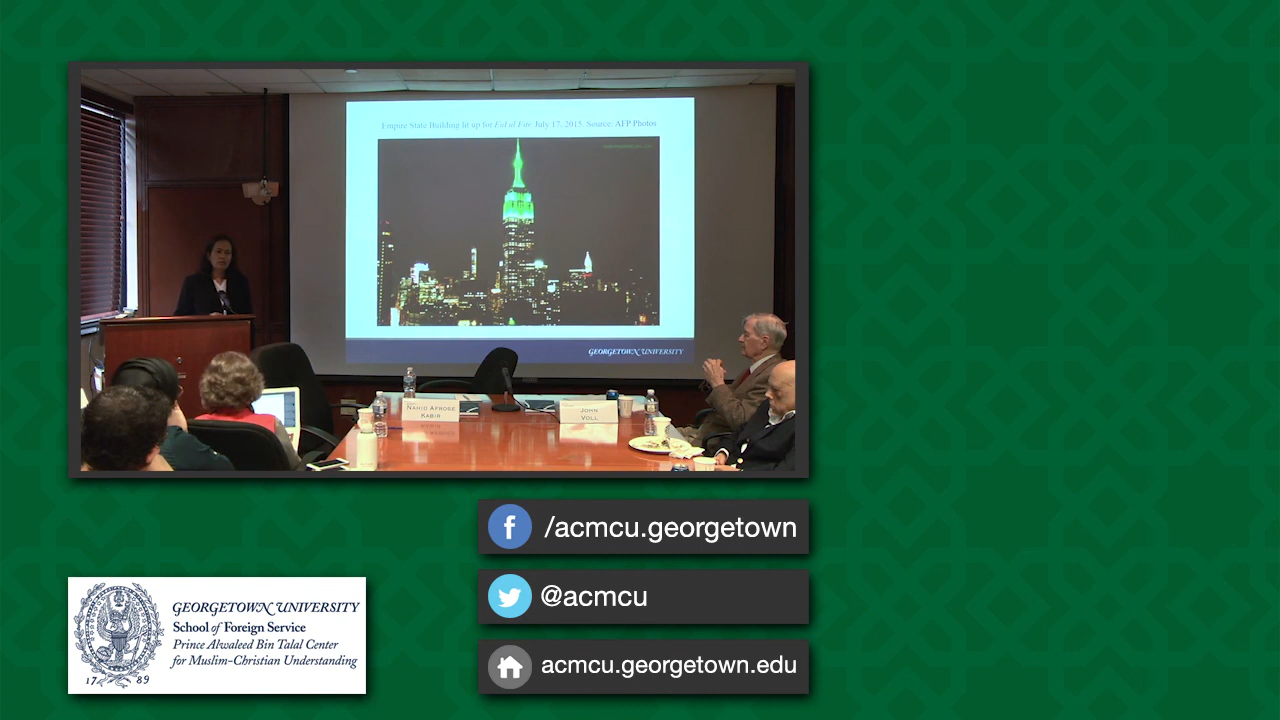 Empire State Building lit up for Eid al Fitr. July 17, 2015. Source: AFP Photos
GEORGETOWN UNIVERSITY
NAHID AFROSE
KABIR
JOHN
VOLL
/acmcu.georgetown
@acmcu
acmcu.georgetown.edu
GEORGETOWN UNIVERSITY
School of Foreign Service
Prince Alwaleed Bin Talal Center
for Muslim-Christian Understanding
17 89